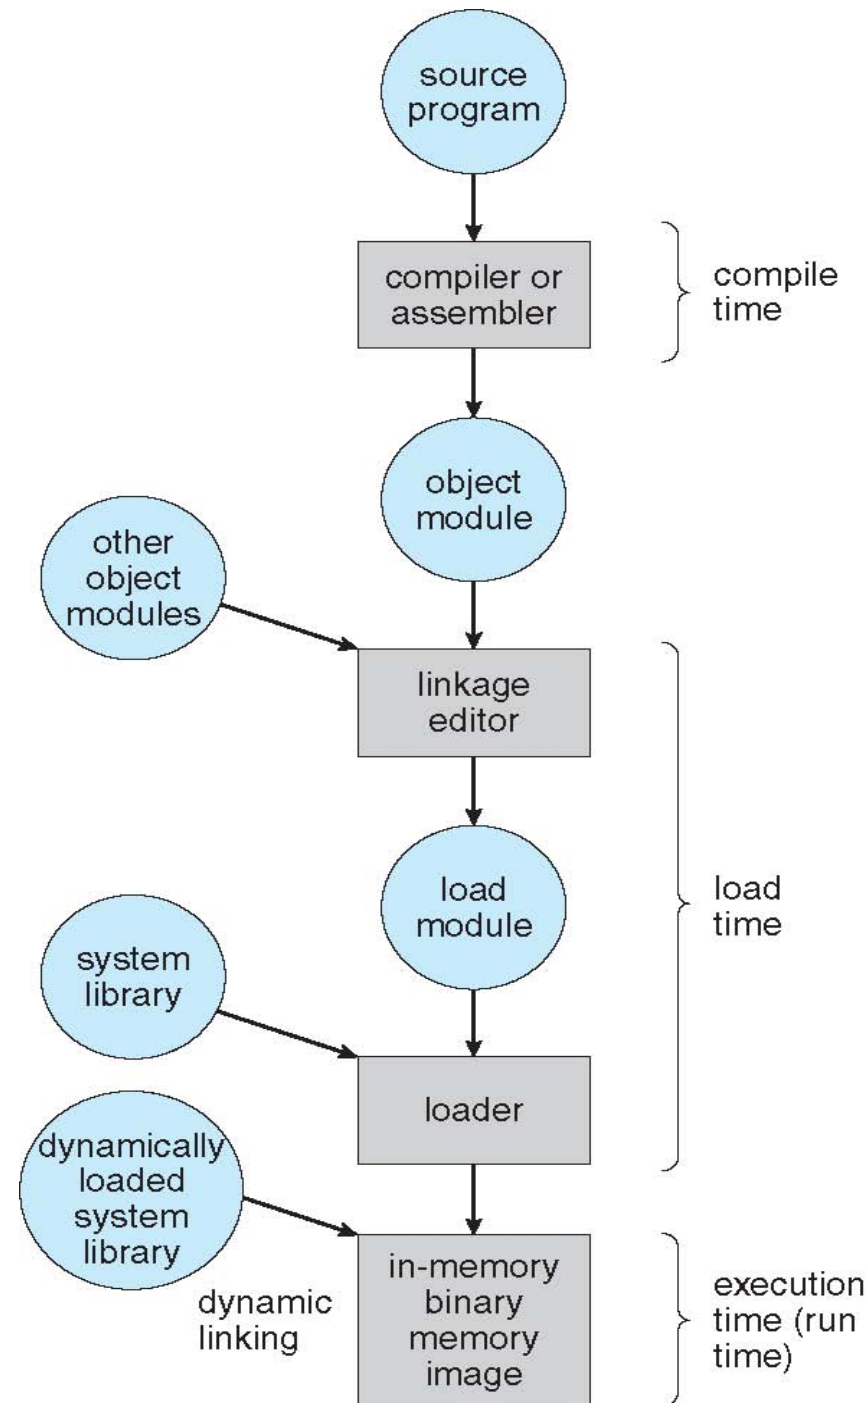 source
program
compiler or
assembler
compile
time
object
module
other
object
modules
linkage
editor
load
module
load
time
system
library
loader
dynamically
loaded
system
library
dynamic
linking
in-memory
binary
memory
image
execution
time (run
time)